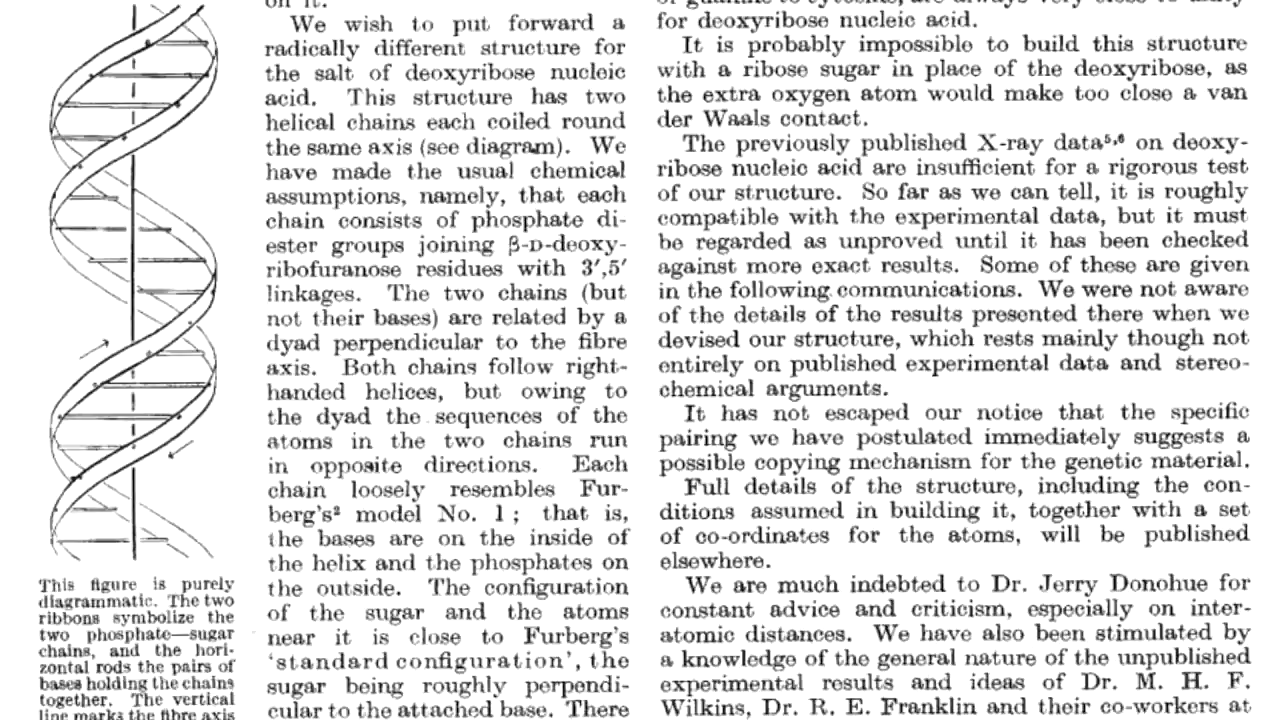 This figure is purely
diagrammatic. The two
ribbons symbolize the
two phosphate—sugar
chains, and the hori-
zontal rods the pairs of
bases holding the chains
together. The vertical
line marks the fibre axis
on it.
We wish to put forward a
radically different structure for
the salt of deoxyribose nucleic
acid. This structure has two
helical chains each coiled round
the same axis (see diagram). We
have made the usual chemical
assumptions, namely, that each
chain consists of phosphate di-
ester groups joining β-D-deoxy-
ribofuranose residues with 3′,5′
linkages. The two chains (but
not their bases) are related by a
dyad perpendicular to the fibre
axis. Both chains follow right-
handed helices, but owing to
the dyad the sequences of the
atoms in the two chains run
in opposite directions. Each
chain loosely resembles Fur-
berg's² model No. 1 ; that is,
the bases are on the inside of
the helix and the phosphates on
the outside. The configuration
of the sugar and the atoms
near it is close to Furberg's
'standard configuration', the
sugar being roughly perpendi-
cular to the attached base. There
for deoxyribose nucleic acid.
It is probably impossible to build this structure
with a ribose sugar in place of the deoxyribose, as
the extra oxygen atom would make too close a van
der Waals contact.
The previously published X-ray data⁵,⁶ on deoxy-
ribose nucleic acid are insufficient for a rigorous test
of our structure. So far as we can tell, it is roughly
compatible with the experimental data, but it must
be regarded as unproved until it has been checked
against more exact results. Some of these are given
in the following communications. We were not aware
of the details of the results presented there when we
devised our structure, which rests mainly though not
entirely on published experimental data and stereo-
chemical arguments.
It has not escaped our notice that the specific
pairing we have postulated immediately suggests a
possible copying mechanism for the genetic material.
Full details of the structure, including the con-
ditions assumed in building it, together with a set
of co-ordinates for the atoms, will be published
elsewhere.
We are much indebted to Dr. Jerry Donohue for
constant advice and criticism, especially on inter-
atomic distances. We have also been stimulated by
a knowledge of the general nature of the unpublished
experimental results and ideas of Dr. M. H. F.
Wilkins, Dr. R. E. Franklin and their co-workers at